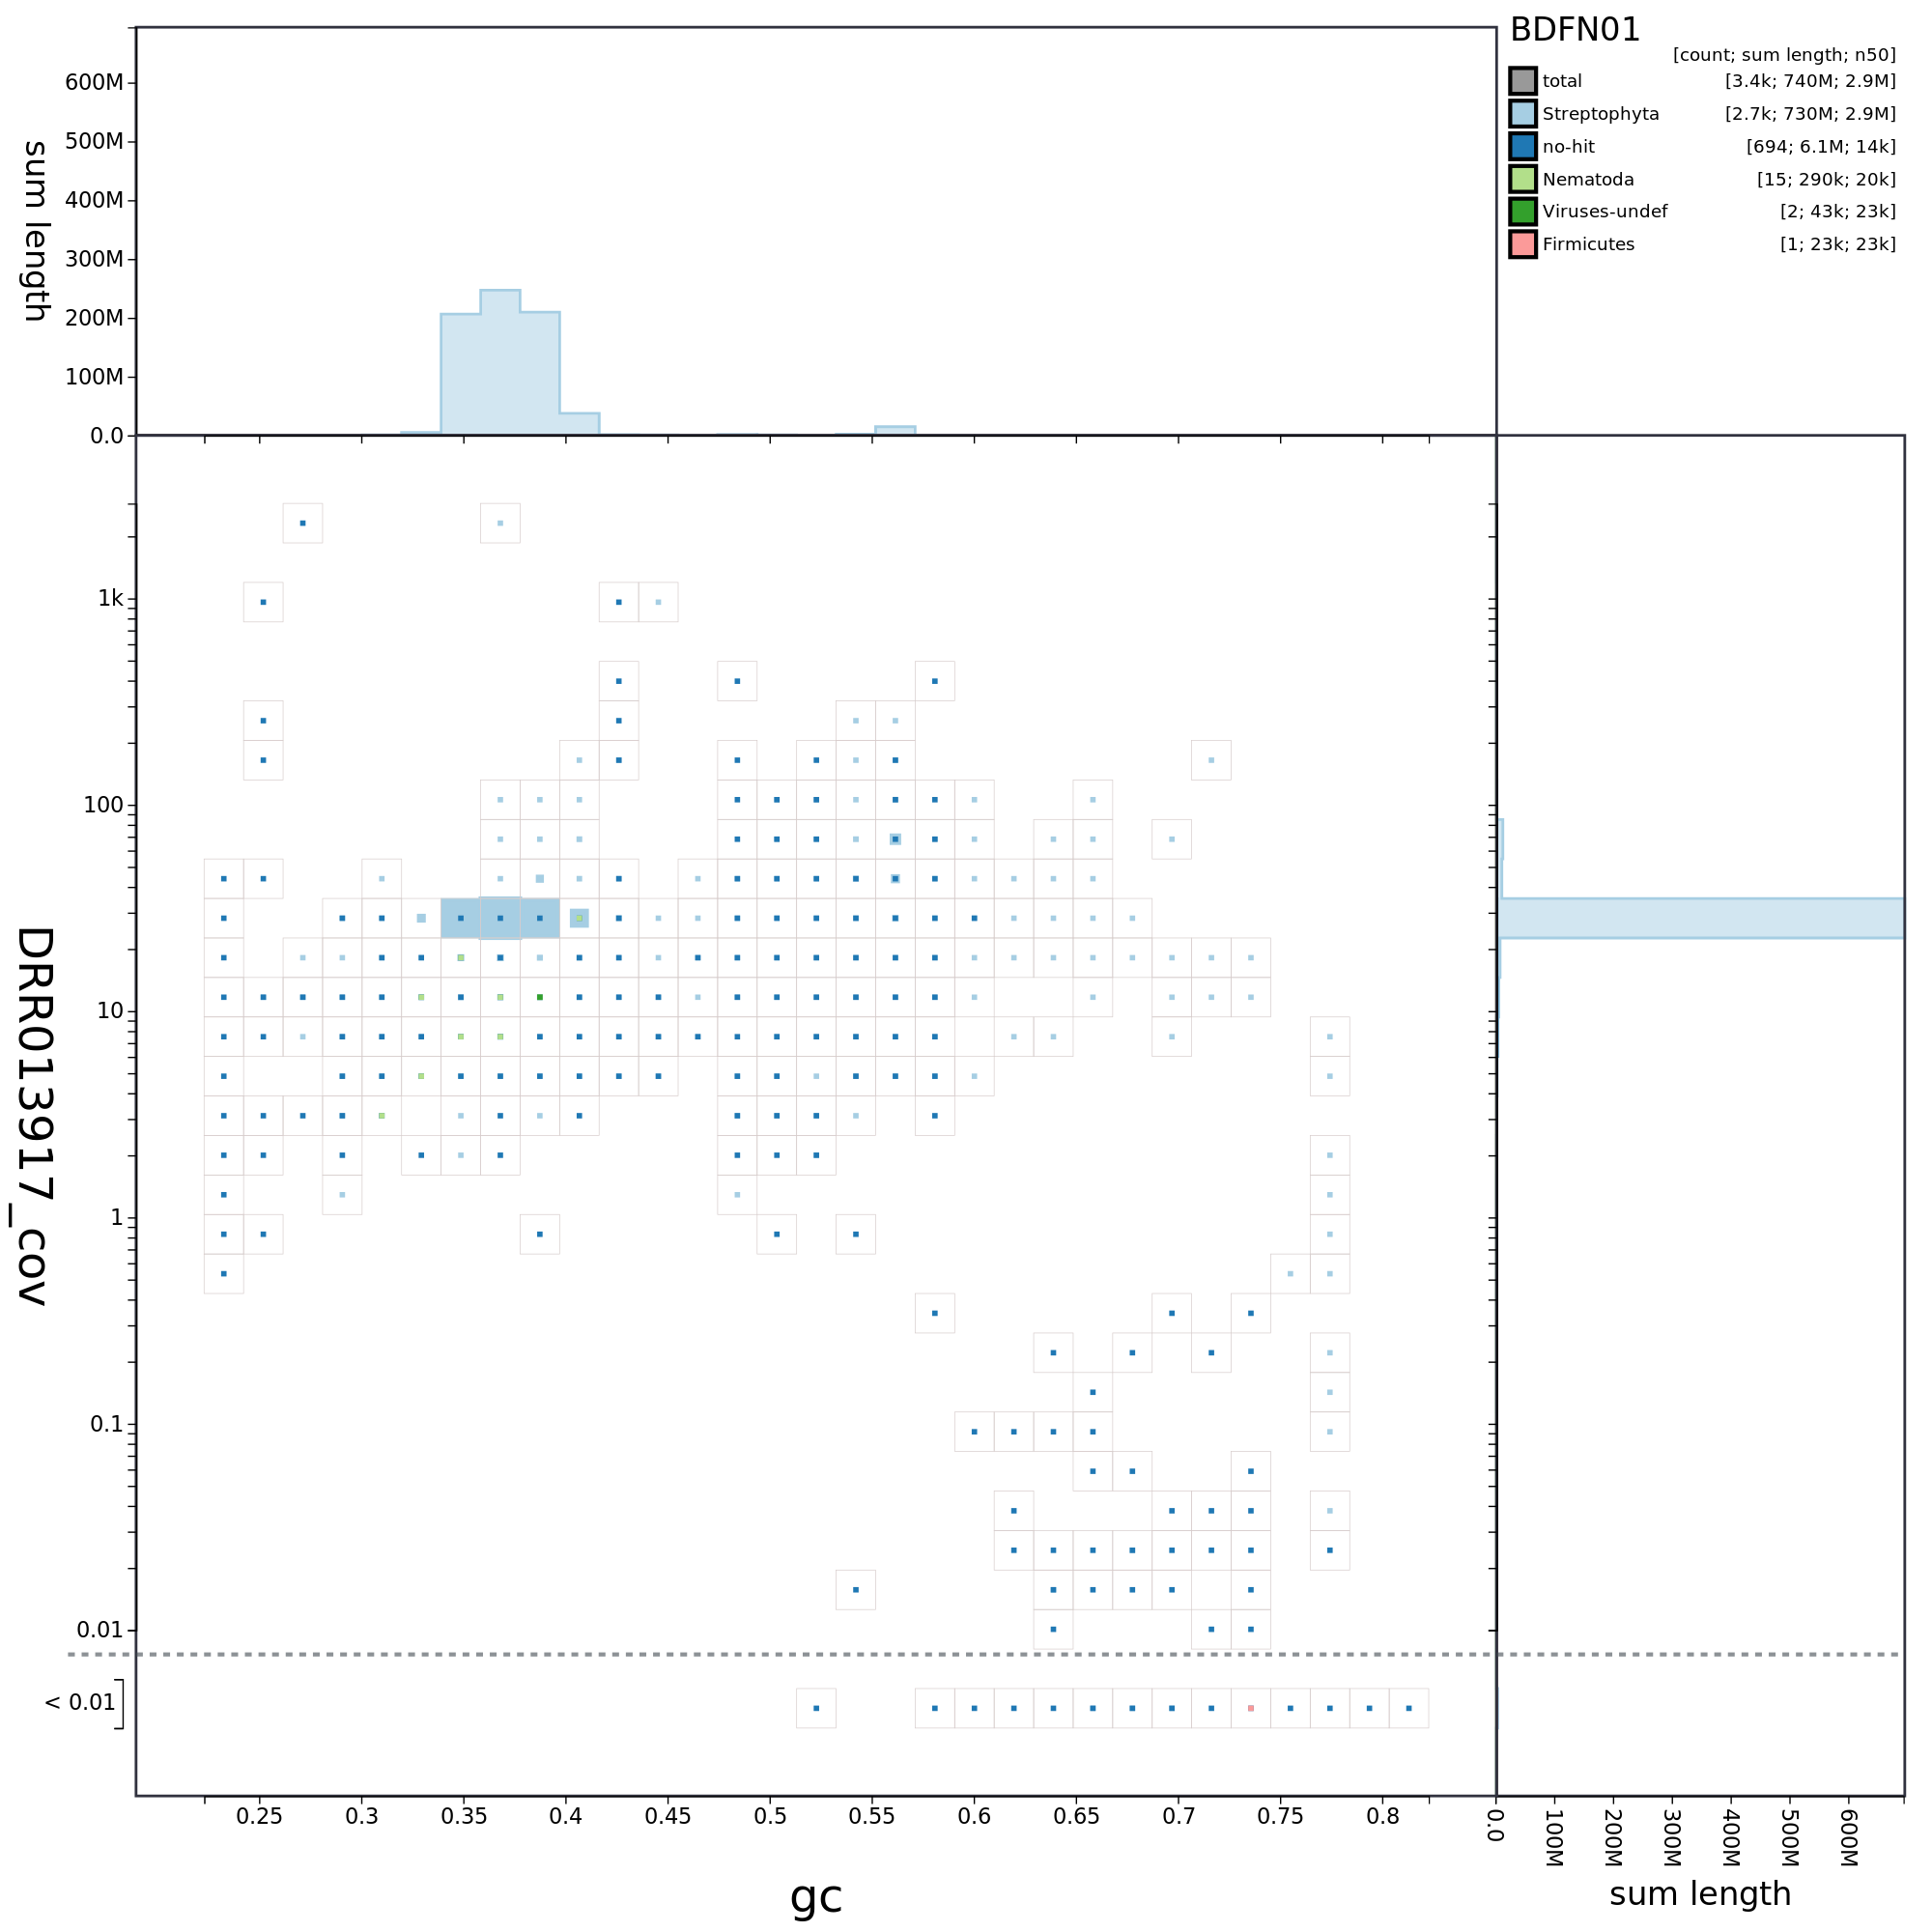 BDFN01
[count; sum length; n50]
total [3.4k; 740M; 2.9M]
Streptophyta [2.7k; 730M; 2.9M]
no-hit [694; 6.1M; 14k]
Nematoda [15; 290k; 20k]
Viruses-undef [2; 43k; 23k]
Firmicutes [1; 23k; 23k]
sum length
600M
500M
400M
300M
200M
100M
0.0
DRR013917_cov
1k
100
10
1
0.1
0.01
< 0.01
0.25 0.3 0.35 0.4 0.45 0.5 0.55 0.6 0.65 0.7 0.75 0.8
gc
0.0 100M 200M 300M 400M 500M 600M
sum length